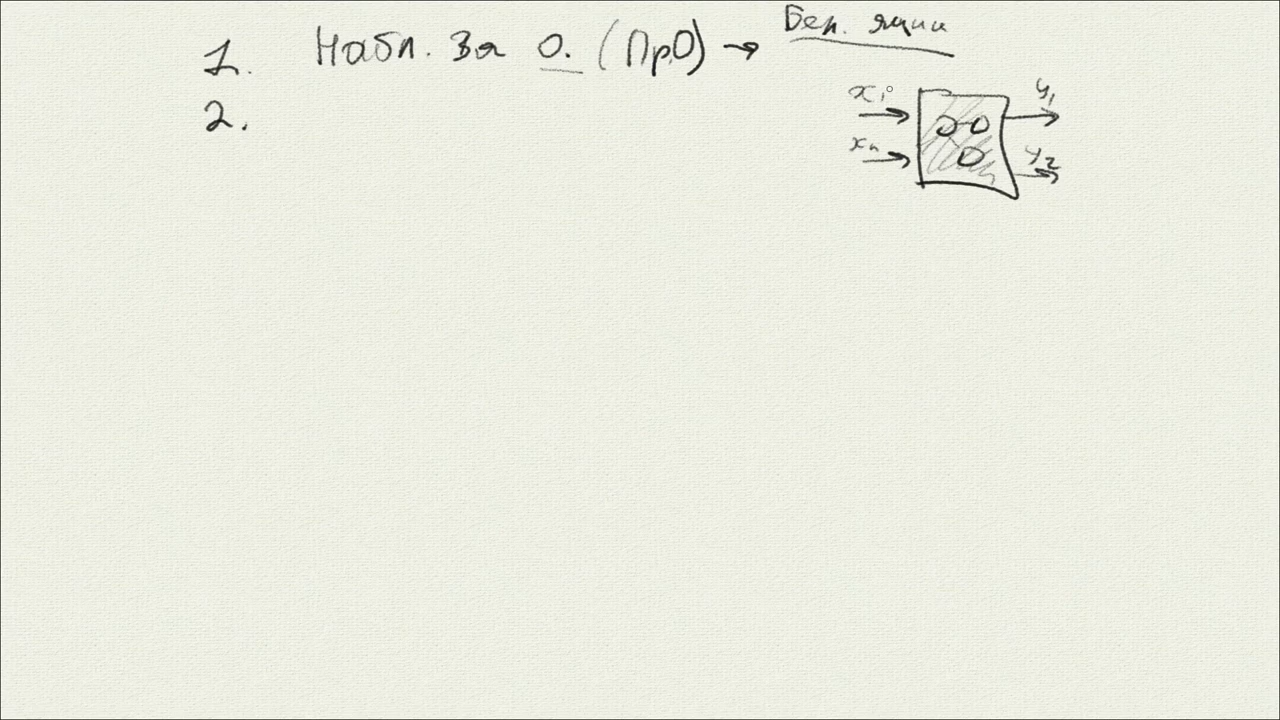 Бел. ящик
1. Набл. за О. (ПрО) →
x₁ y₁
xₙ y₂
2.